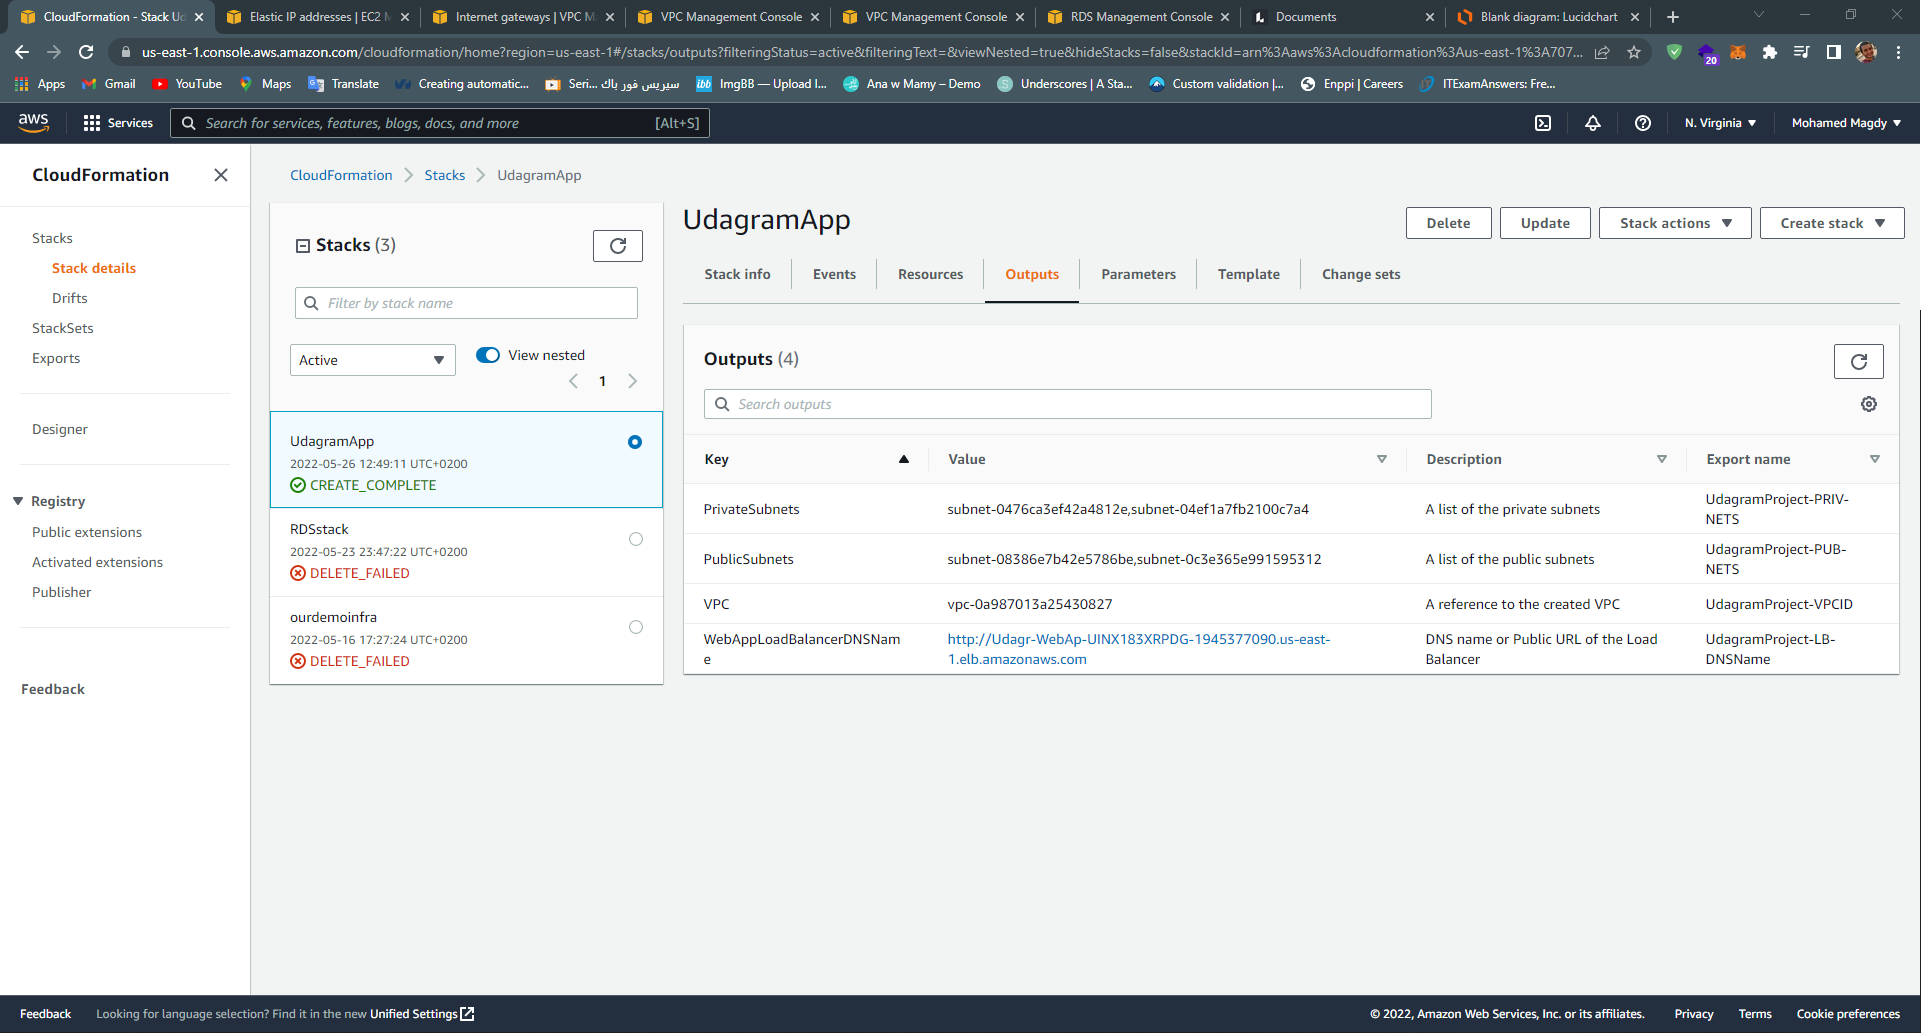 CloudFormation - Stack Ud
Elastic IP addresses | EC2 M
Internet gateways | VPC M
VPC Management Console
VPC Management Console
RDS Management Console
Documents
Blank diagram: Lucidchart
us-east-1.console.aws.amazon.com/cloudformation/home?region=us-east-1#/stacks/outputs?filteringStatus=active&filteringText=&viewNested=true&hideStacks=false&stackId=arn%3Aaws%3Acloudformation%3Aus-east-1%3A707...
20
Apps
Gmail
YouTube
Maps
Translate
Creating automatic...
Seri... سيريس فور باك
ibb
ImgBB — Upload I...
Ana w Mamy – Demo
S
Underscores | A Sta...
Custom validation |...
Enppi | Careers
ITExamAnswers: Fre...
aws
Services
Search for services, features, blogs, docs, and more
[Alt+S]
N. Virginia
Mohamed Magdy
CloudFormation
Stacks
Stack details
Drifts
StackSets
Exports
Designer
Registry
Public extensions
Activated extensions
Publisher
Feedback
CloudFormation
Stacks
UdagramApp
Stacks (3)
Filter by stack name
Active
View nested
1
UdagramApp
2022-05-26 12:49:11 UTC+0200
CREATE_COMPLETE
RDSstack
2022-05-23 23:47:22 UTC+0200
DELETE_FAILED
ourdemoinfra
2022-05-16 17:27:24 UTC+0200
DELETE_FAILED
UdagramApp
Delete
Update
Stack actions
Create stack
Stack info
Events
Resources
Outputs
Parameters
Template
Change sets
Outputs (4)
Search outputs
Key
Value
Description
Export name
PrivateSubnets
subnet-0476ca3ef42a4812e,subnet-04ef1a7fb2100c7a4
A list of the private subnets
UdagramProject-PRIV-
NETS
PublicSubnets
subnet-08386e7b42e5786be,subnet-0c3e365e991595312
A list of the public subnets
UdagramProject-PUB-
NETS
VPC
vpc-0a987013a25430827
A reference to the created VPC
UdagramProject-VPCID
WebAppLoadBalancerDNSNam
e
http://Udagr-WebAp-UINX183XRPDG-1945377090.us-east-
1.elb.amazonaws.com
DNS name or Public URL of the Load
Balancer
UdagramProject-LB-
DNSName
Feedback
Looking for language selection? Find it in the new Unified Settings
© 2022, Amazon Web Services, Inc. or its affiliates.
Privacy
Terms
Cookie preferences